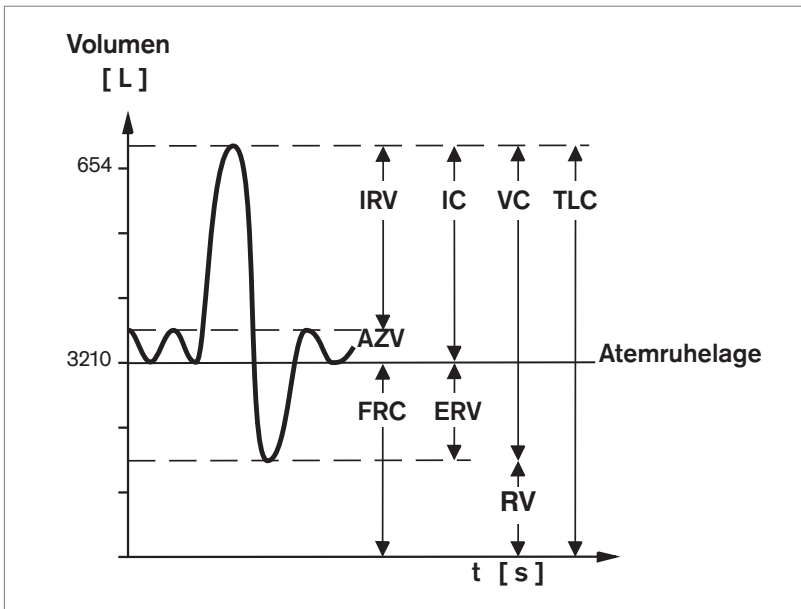 Volumen
[ L ]
654
IRV IC VC TLC
AZV
3210 Atemruhelage
FRC ERV
RV
t [ s ]